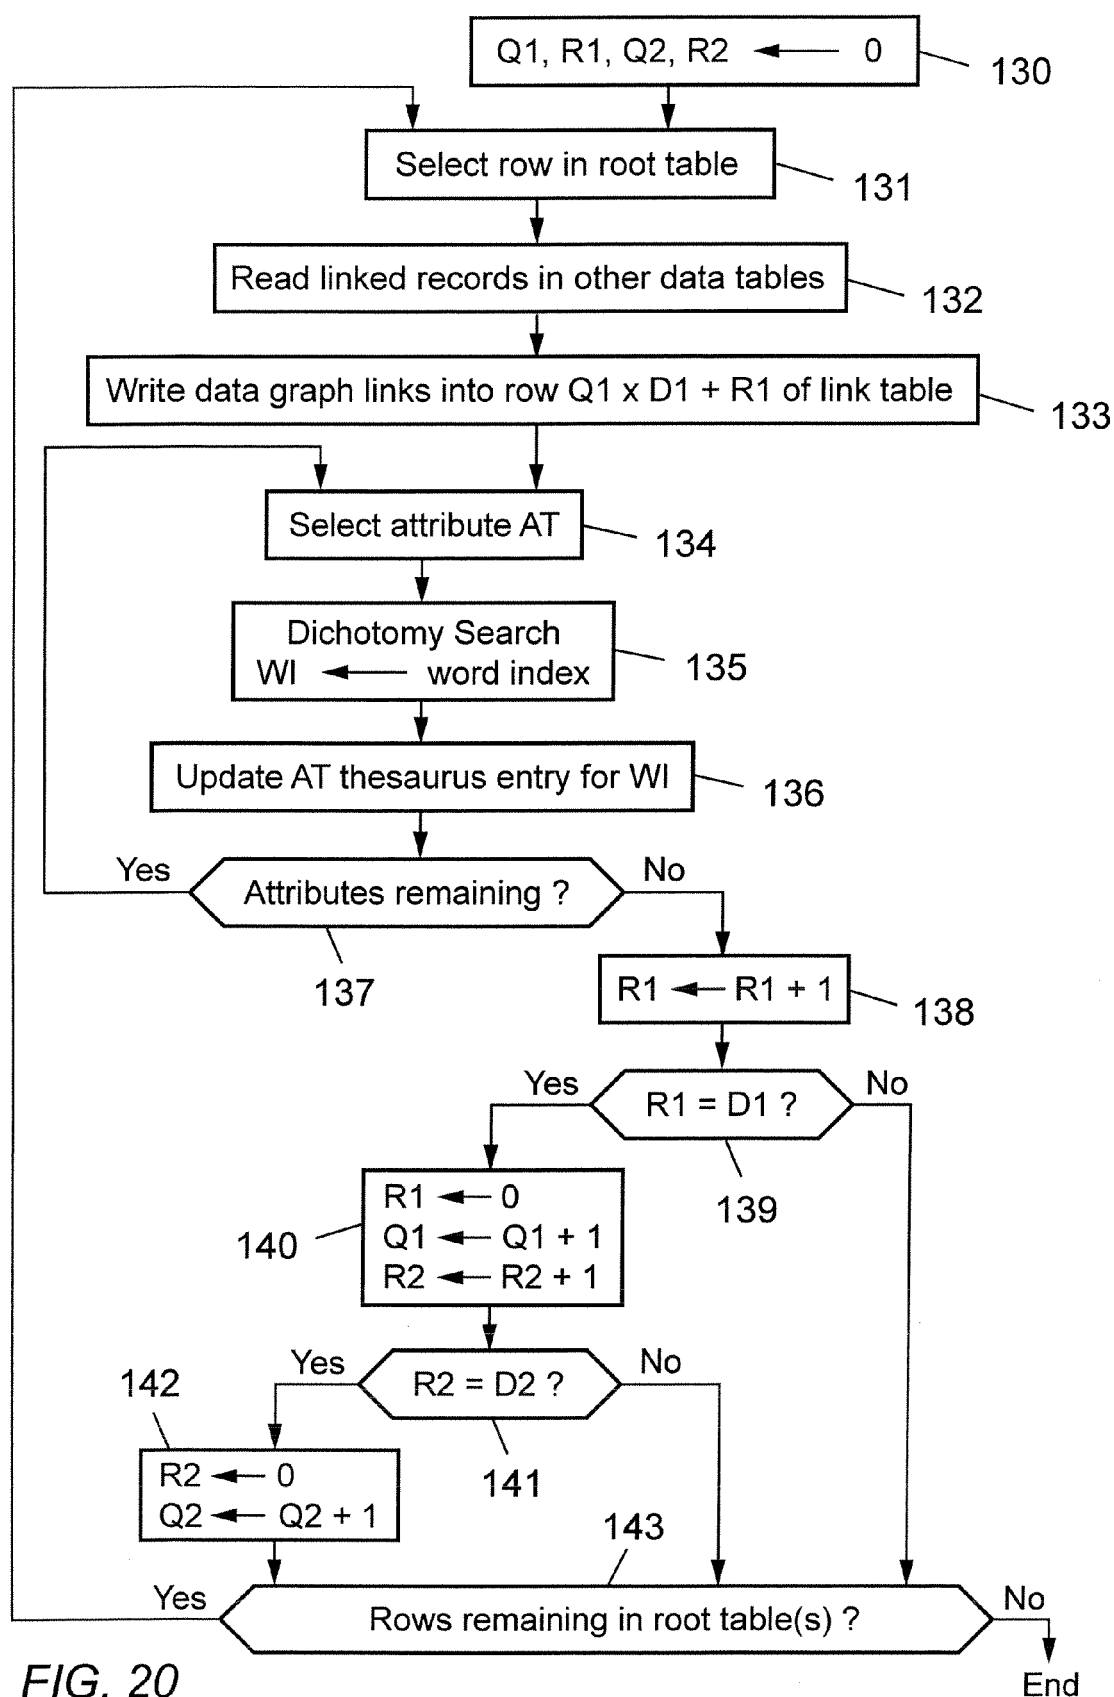 Q1, R1, Q2, R2 ← 0
130
Select row in root table
131
Read linked records in other data tables
132
Write data graph links into row Q1 x D1 + R1 of link table
133
Select attribute AT
134
Dichotomy Search
WI ← word index
135
Update AT thesaurus entry for WI
136
Yes
Attributes remaining ?
No
137
R1 ← R1 + 1
138
Yes
R1 = D1 ?
No
139
R1 ← 0
Q1 ← Q1 + 1
R2 ← R2 + 1
140
Yes
R2 = D2 ?
No
141
142
R2 ← 0
Q2 ← Q2 + 1
143
Yes
Rows remaining in root table(s) ?
No
End
FIG. 20